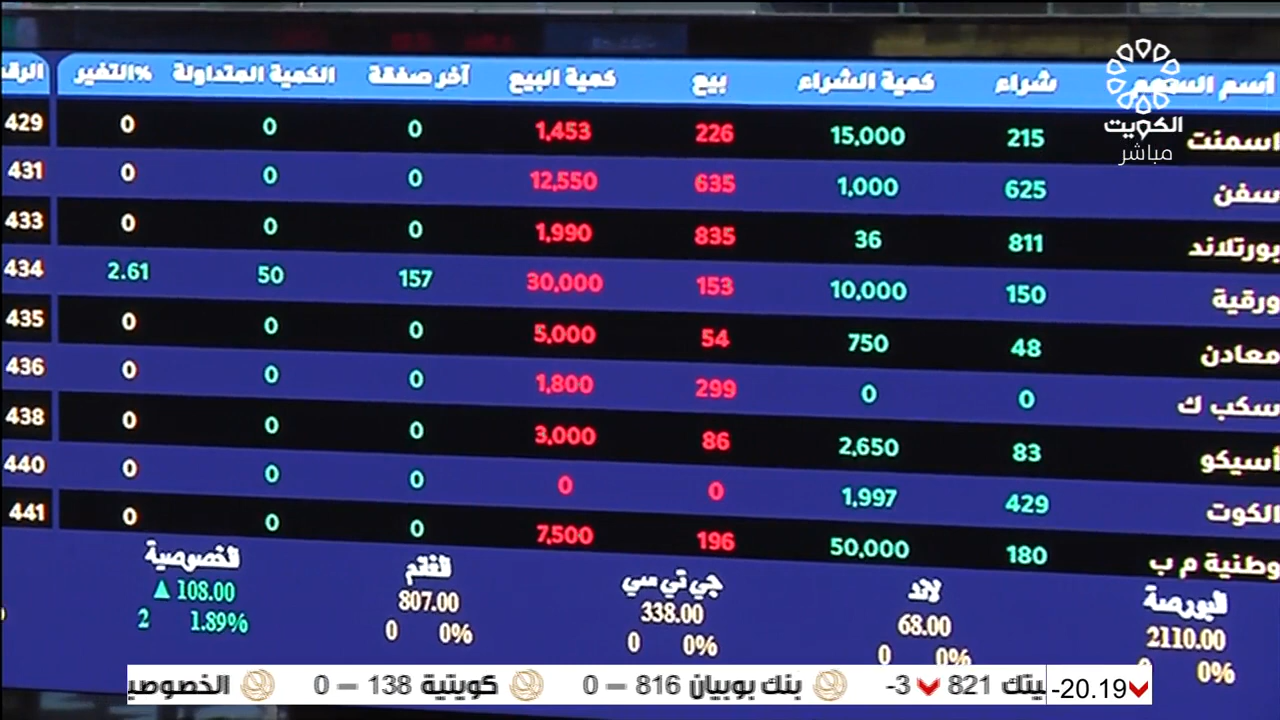 أسم السهم شراء كمية الشراء بيع كمية البيع آخر صفقة الكمية المتداولة %التغير الرقم
الكويت
مباشر
اسمنت 215 15,000 226 1,453 0 0 0 429
سفن 625 1,000 635 12,550 0 0 0 431
بورتلاند 811 36 835 1,990 0 0 0 433
ورقية 150 10,000 153 30,000 157 50 2.61 434
معادن 48 750 54 5,000 0 0 0 435
سكب ك 0 0 299 1,800 0 0 0 436
أسيكو 83 2,650 86 3,000 0 0 0 438
الكوت 429 1,997 0 0 0 0 0 440
وطنية م ب 180 50,000 196 7,500 0 0 0 441
البورصة لاند جي تي سي الغانم الخصوصية
2110.00 68.00 338.00 807.00 ▲ 108.00
0 0% 0 0% 0 0% 0 0% 2 1.89%
-20.19 بيتك 821 -3 بنك بوبيان 816 – 0 كويتية 138 – 0 الخصوصي